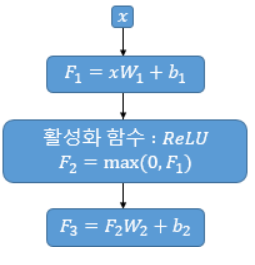 x
F₁ = xW₁ + b₁
활성화 함수 : ReLU
F₂ = max(0, F₁)
F₃ = F₂W₂ + b₂